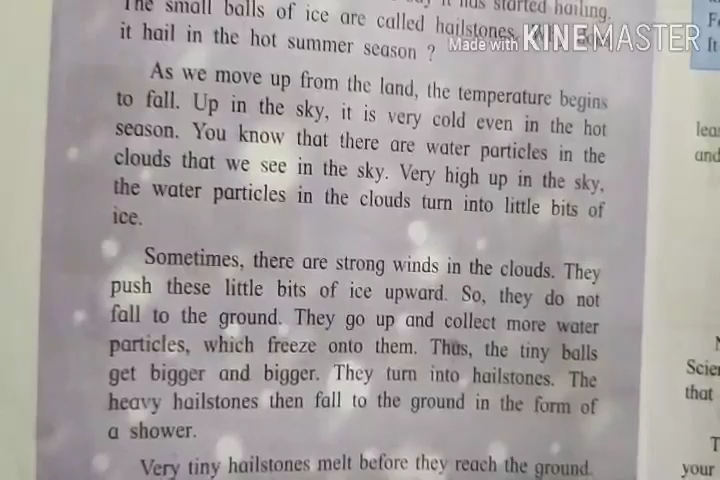 it has started hailing.
The small balls of ice are called hailstones.
it hail in the hot summer season ?
Made with KINEMASTER
As we move up from the land, the temperature begins
to fall. Up in the sky, it is very cold even in the hot
season. You know that there are water particles in the
clouds that we see in the sky. Very high up in the sky,
the water particles in the clouds turn into little bits of
ice.
Sometimes, there are strong winds in the clouds. They
push these little bits of ice upward. So, they do not
fall to the ground. They go up and collect more water
particles, which freeze onto them. Thus, the tiny balls
get bigger and bigger. They turn into hailstones. The
heavy hailstones then fall to the ground in the form of
a shower.
Very tiny hailstones melt before they reach the ground.
and
that
your